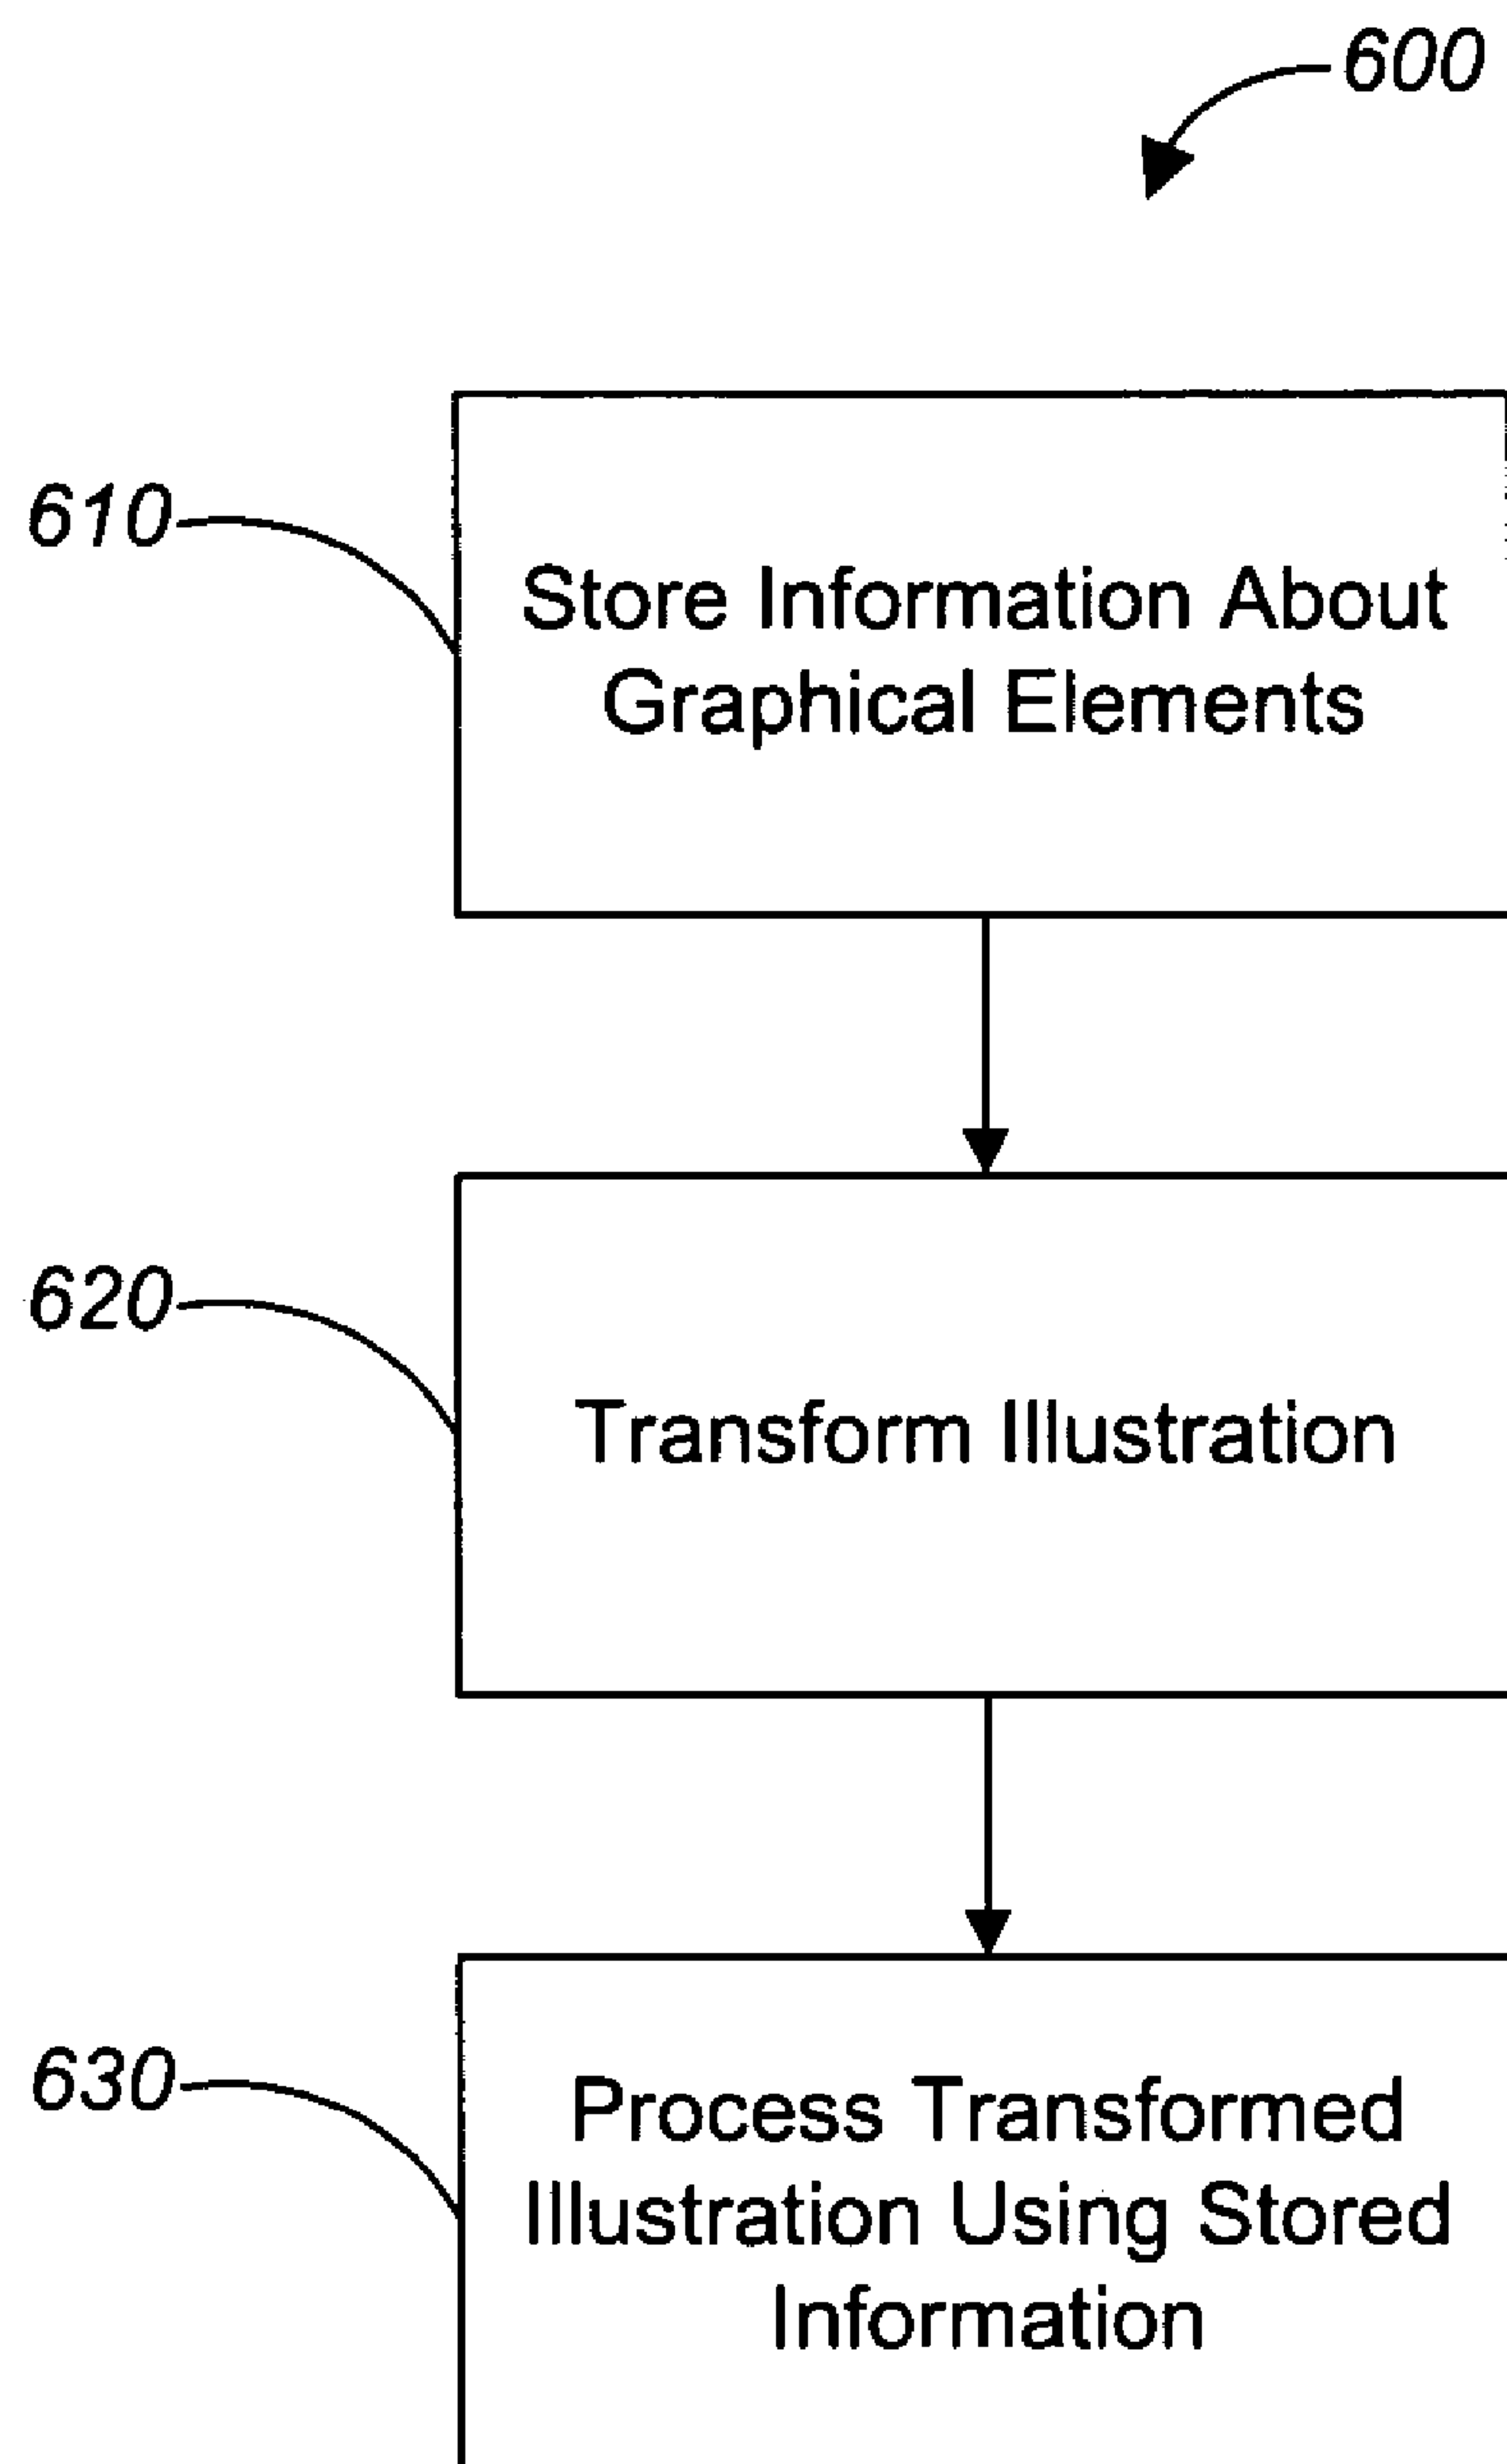 600
610
Store Information About
Graphical Elements
620
Transform Illustration
630
Process Transformed
Illustration Using Stored
Information